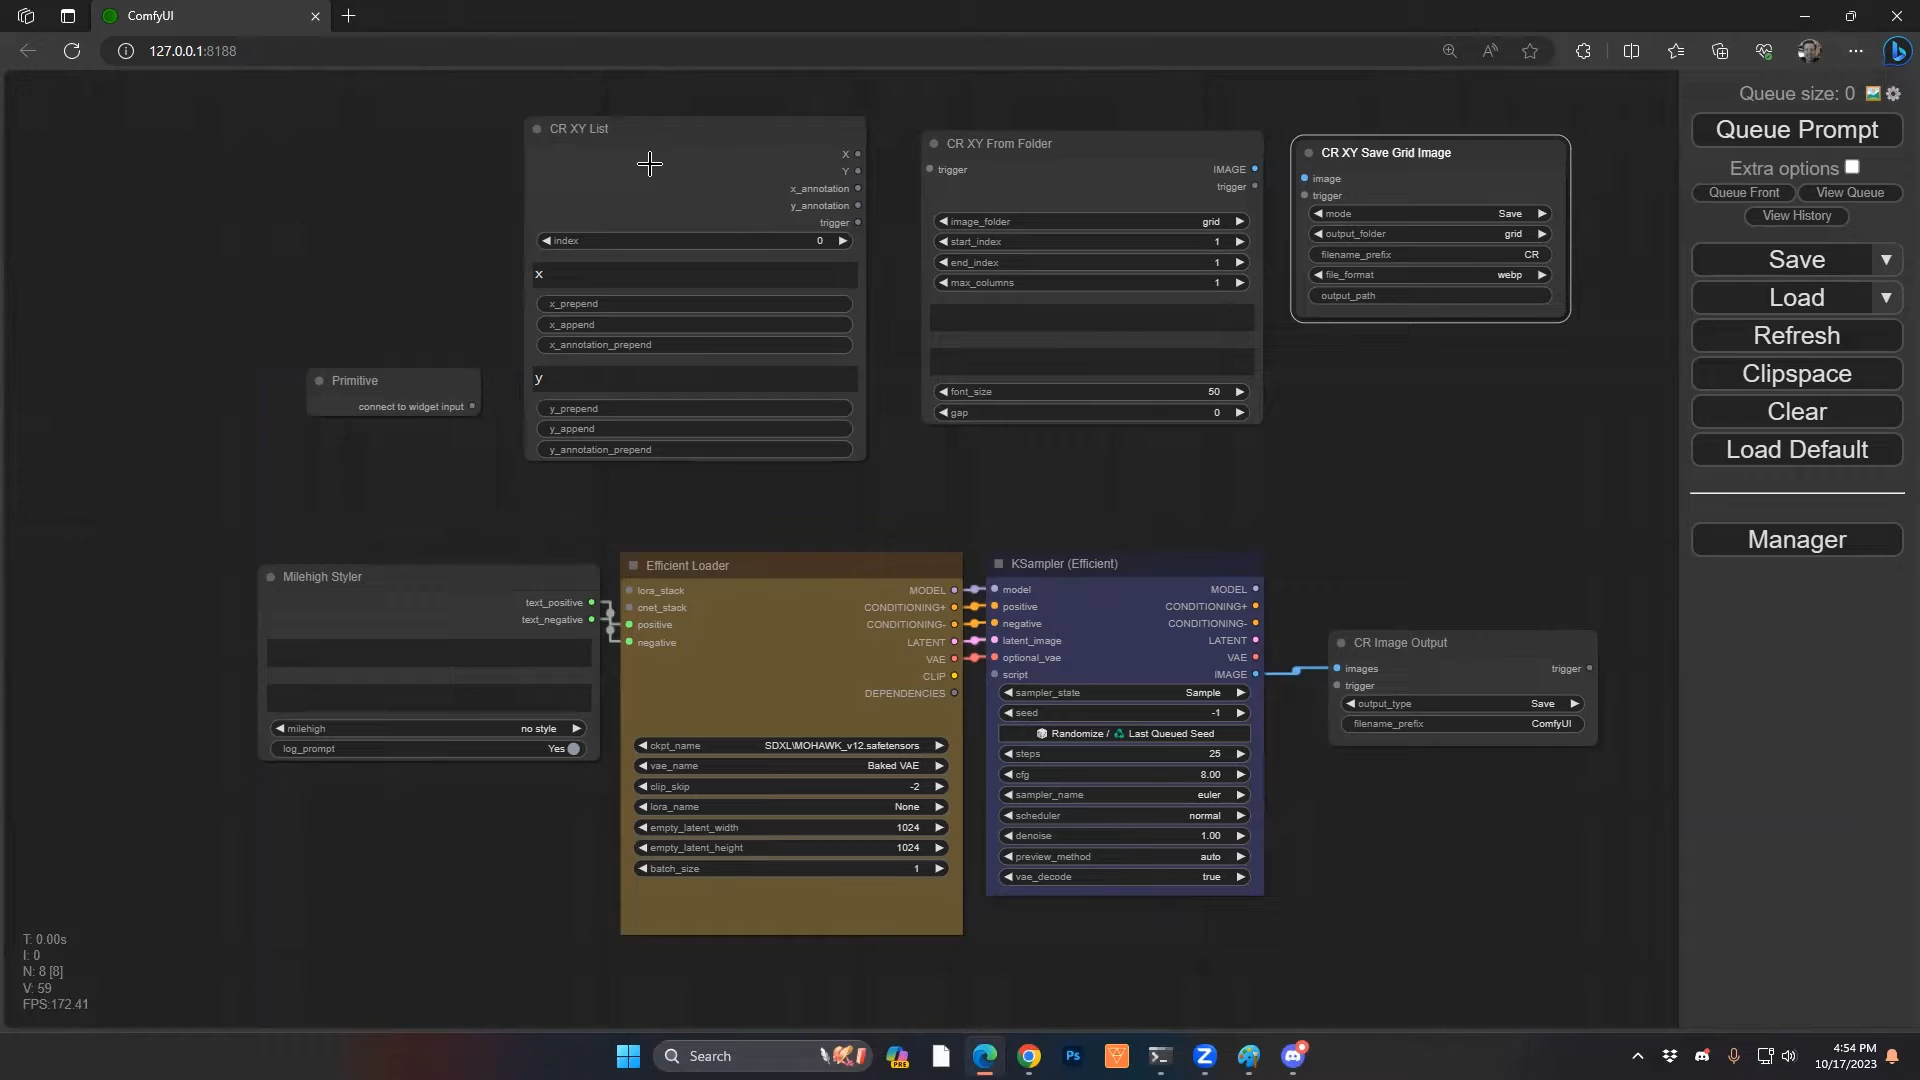 ComfyUI
127.0.0.1:8188
Queue size: 0
Queue Prompt
Extra options
Queue Front
View Queue
View History
Save
Load
Refresh
Clipspace
Clear
Load Default
Manager
CR XY List
X
Y
x_annotation
y_annotation
trigger
index 0
x
x_prepend
x_append
x_annotation_prepend
y
y_prepend
y_append
y_annotation_prepend
CR XY From Folder
trigger IMAGE
trigger
image_folder grid
start_index 1
end_index 1
max_columns 1
font_size 50
gap 0
CR XY Save Grid Image
image
trigger
mode Save
output_folder grid
filename_prefix CR
file_format webp
output_path
Primitive
connect to widget input
Milehigh Styler
text_positive
text_negative
milehigh no style
log_prompt Yes
Efficient Loader
lora_stack MODEL
cnet_stack CONDITIONING+
positive CONDITIONING-
negative LATENT
VAE
CLIP
DEPENDENCIES
ckpt_name SDXL\MOHAWK_v12.safetensors
vae_name Baked VAE
clip_skip -2
lora_name None
empty_latent_width 1024
empty_latent_height 1024
batch_size 1
KSampler (Efficient)
model MODEL
positive CONDITIONING+
negative CONDITIONING-
latent_image LATENT
optional_vae VAE
script IMAGE
sampler_state Sample
seed -1
Randomize / Last Queued Seed
steps 25
cfg 8.00
sampler_name euler
scheduler normal
denoise 1.00
preview_method auto
vae_decode true
CR Image Output
images trigger
trigger
output_type Save
filename_prefix ComfyUI
T: 0.00s
I: 0
N: 8 [8]
V: 59
FPS:172.41
Search
PRE
Ps
4:54 PM
10/17/2023